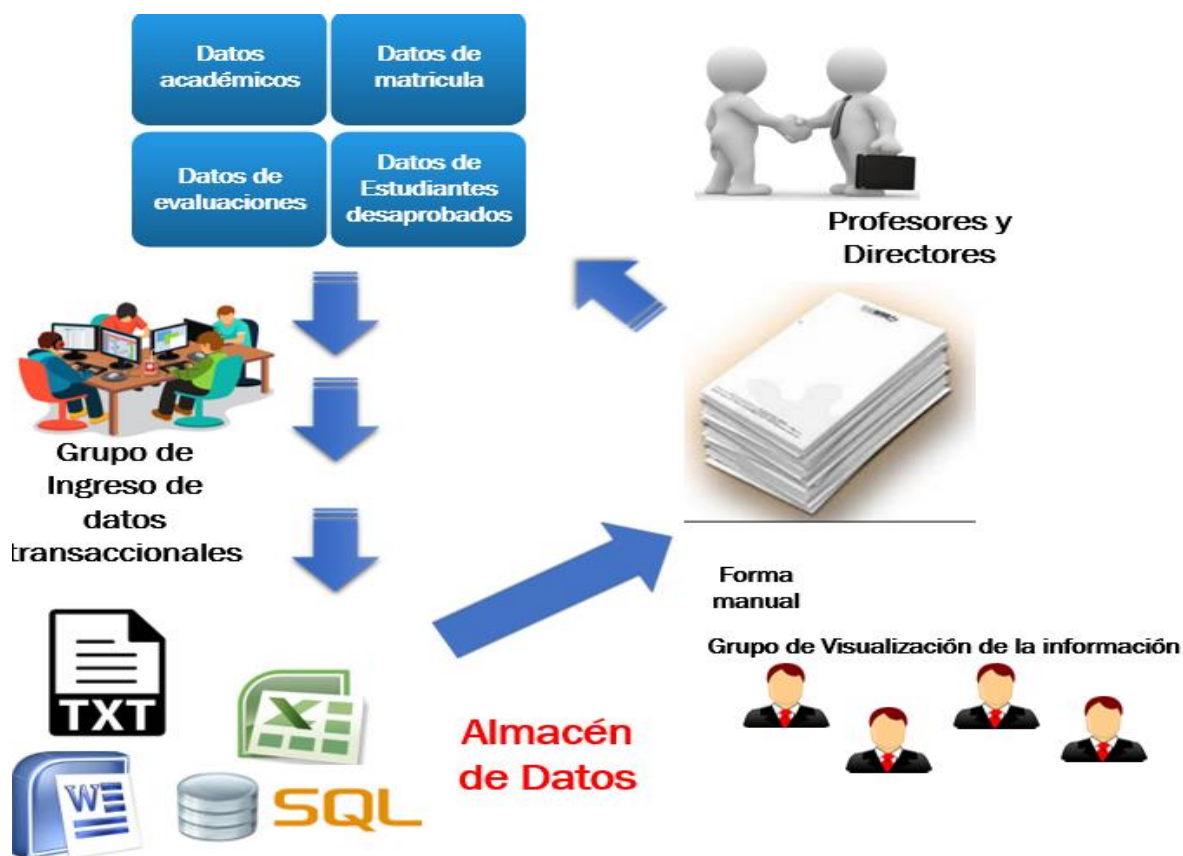 Datos
académicos
Datos de
matricula
Datos de
evaluaciones
Datos de
Estudiantes
desaprobados
Profesores y
Directores
Grupo de
Ingreso de
datos
transaccionales
Forma
manual
Grupo de Visualización de la información
TXT
W
X
SQL
Almacén
de Datos